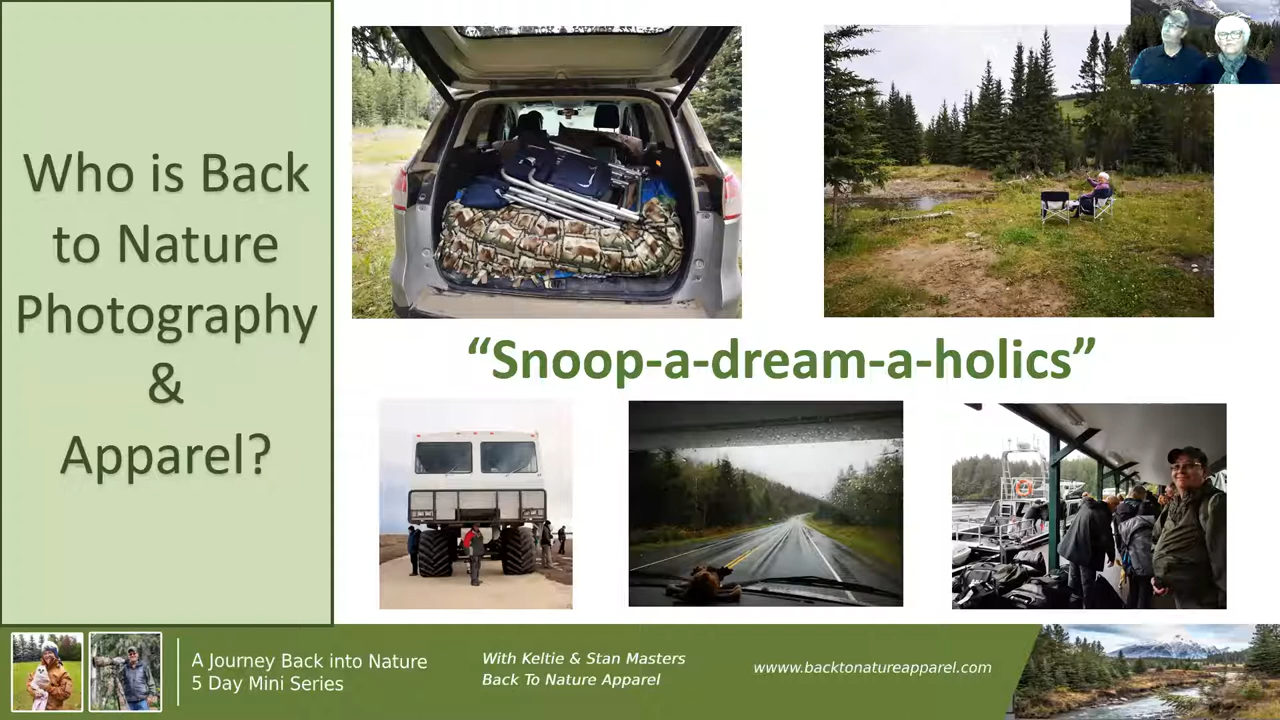 Who is Back
to Nature
Photography
&
Apparel?
“Snoop-a-dream-a-holics”
A Journey Back into Nature
5 Day Mini Series
With Keltie & Stan Masters
Back To Nature Apparel
www.backtonatureapparel.com